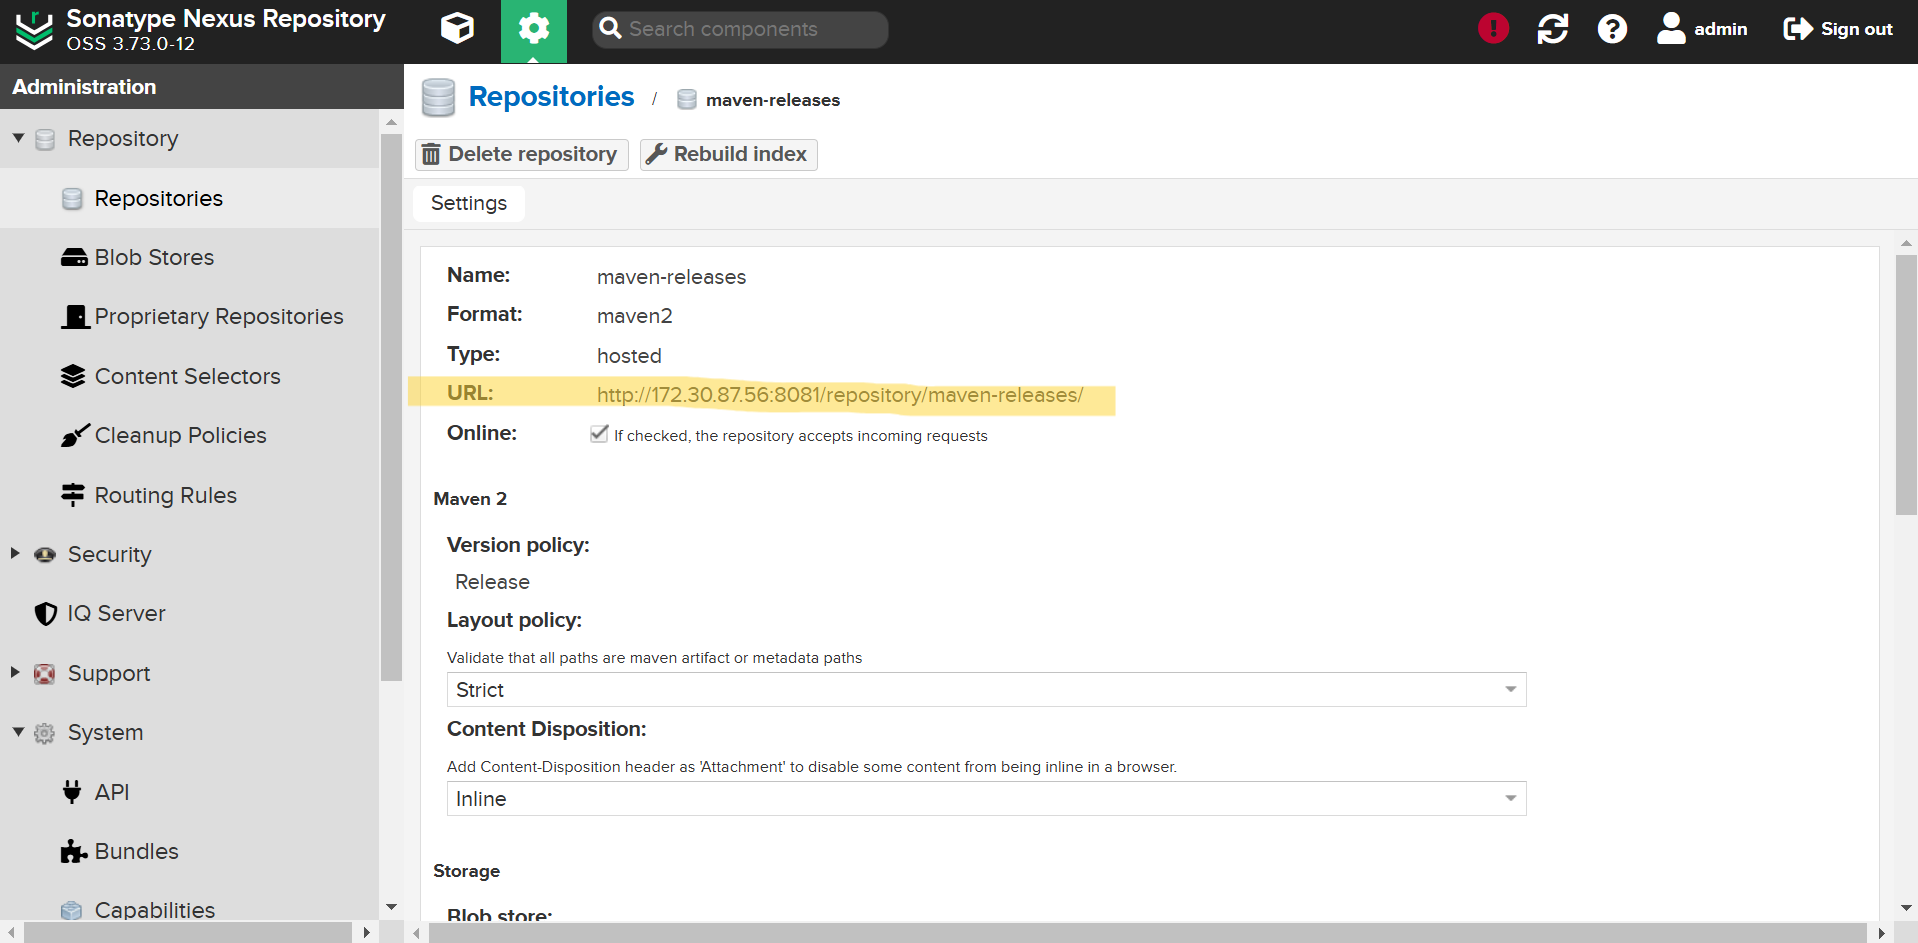 Sonatype Nexus Repository
OSS 3.73.0-12
Search components
admin
Sign out
Administration
Repository
Repositories
Blob Stores
Proprietary Repositories
Content Selectors
Cleanup Policies
Routing Rules
Security
IQ Server
Support
System
API
Bundles
Capabilities
Repositories / maven-releases
Delete repository
Rebuild index
Settings
Name: maven-releases
Format: maven2
Type: hosted
URL: http://172.30.87.56:8081/repository/maven-releases/
Online: If checked, the repository accepts incoming requests
Maven 2
Version policy:
Release
Layout policy:
Validate that all paths are maven artifact or metadata paths
Strict
Content Disposition:
Add Content-Disposition header as 'Attachment' to disable some content from being inline in a browser.
Inline
Storage
Blob store: